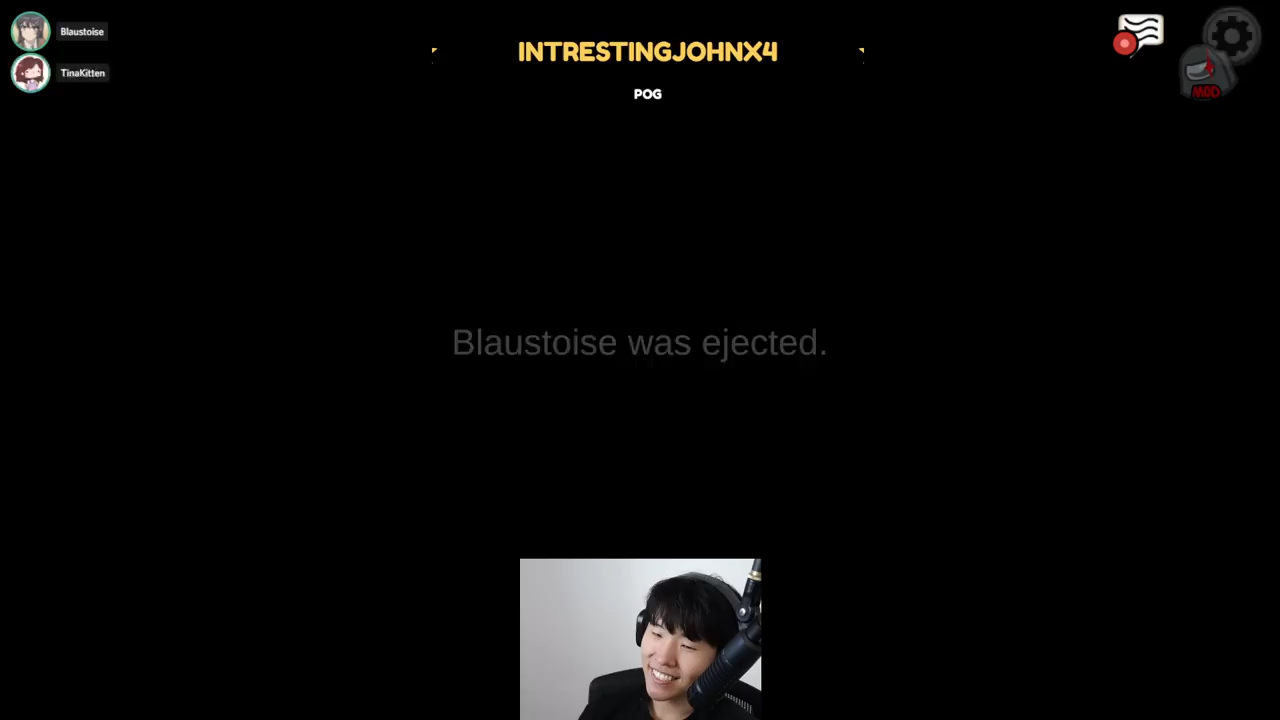 Blaustoise
TinaKitten
INTRESTINGJOHNX4
POG
MOD
Blaustoise was ejected.